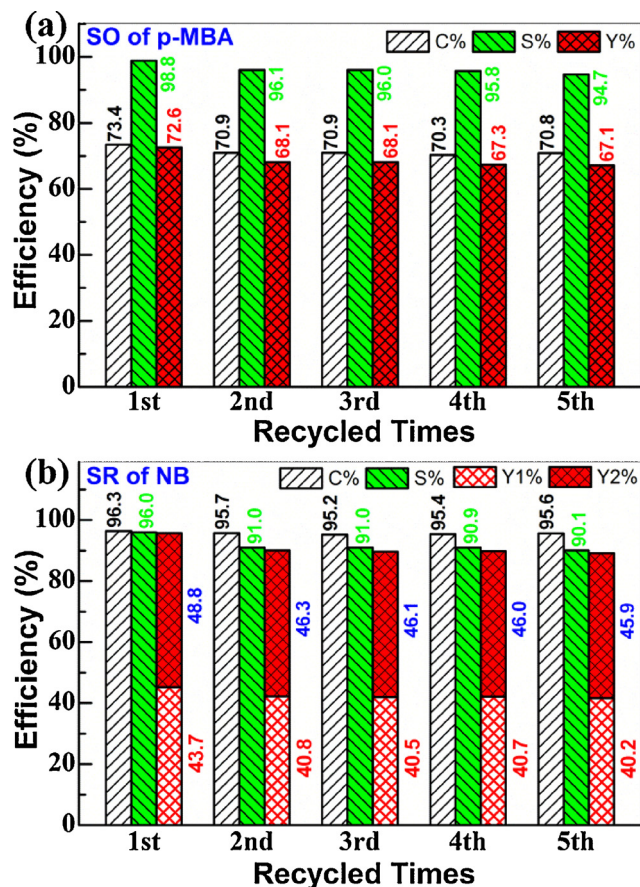 (a)
SO of p-MBA
C% S% Y%
120
100
80
60
40
20
0
Efficiency (%)
73.4 98.8 72.6
70.9 96.1 68.1
70.9 96.0 68.1
70.3 95.8 67.3
70.8 94.7 67.1
1st 2nd 3rd 4th 5th
Recycled Times
(b)
SR of NB
C% S% Y1% Y2%
120
100
80
60
40
20
0
Efficiency (%)
96.3 96.0 48.8 43.7
95.7 91.0 46.3 40.8
95.2 91.0 46.1 40.5
95.4 90.9 46.0 40.7
95.6 90.1 45.9 40.2
1st 2nd 3rd 4th 5th
Recycled Times